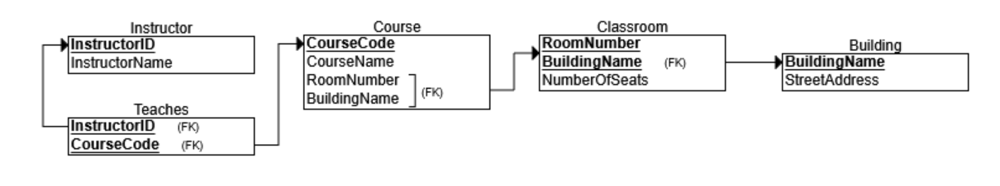 Instructor
InstructorID
InstructorName
Teaches
InstructorID (FK)
CourseCode (FK)
Course
CourseCode
CourseName
RoomNumber
BuildingName (FK)
Classroom
RoomNumber
BuildingName (FK)
NumberOfSeats
Building
BuildingName
StreetAddress